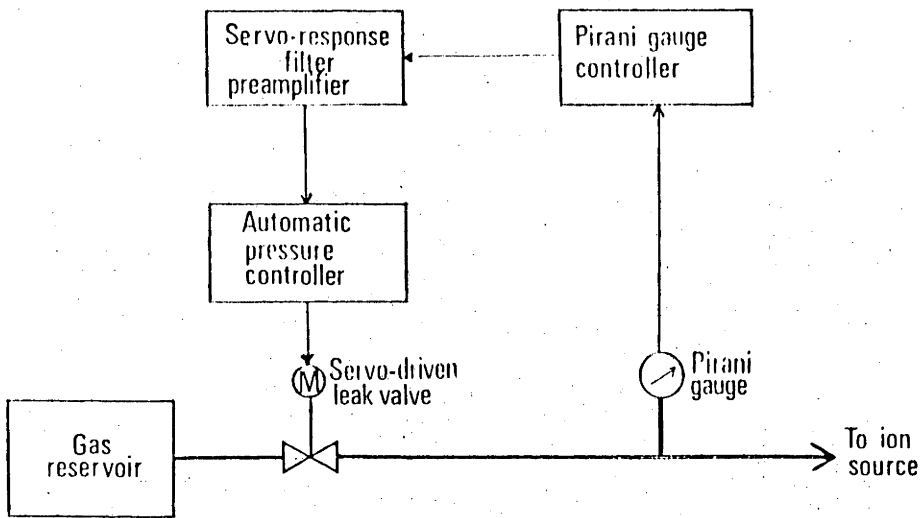 Servo-response
filter
preamplifier
Pirani gauge
controller
Automatic
pressure
controller
M
Servo-driven
leak valve
Pirani
gauge
Gas
reservoir
To ion
source